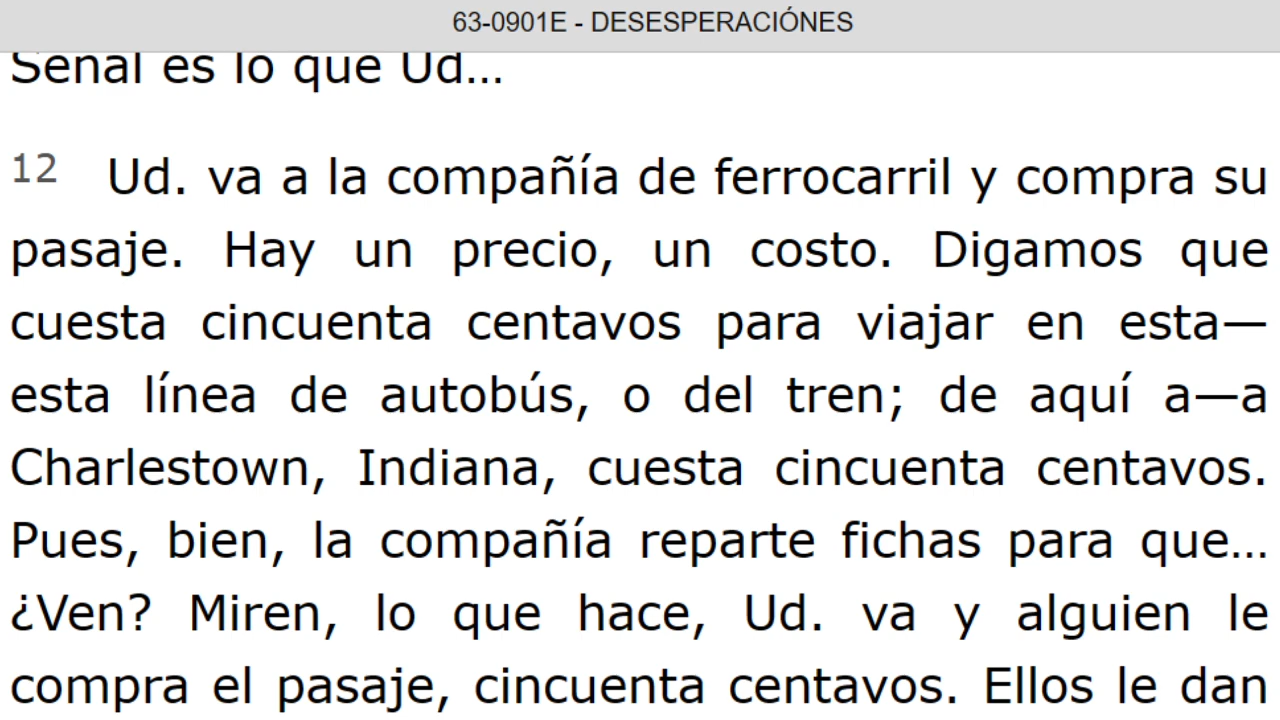 63-0901E - DESESPERACIÓNES
Señal es lo que Ud…
12 Ud. va a la compañía de ferrocarril y compra su
pasaje. Hay un precio, un costo. Digamos que
cuesta cincuenta centavos para viajar en esta—
esta línea de autobús, o del tren; de aquí a—a
Charlestown, Indiana, cuesta cincuenta centavos.
Pues, bien, la compañía reparte fichas para que…
¿Ven? Miren, lo que hace, Ud. va y alguien le
compra el pasaje, cincuenta centavos. Ellos le dan